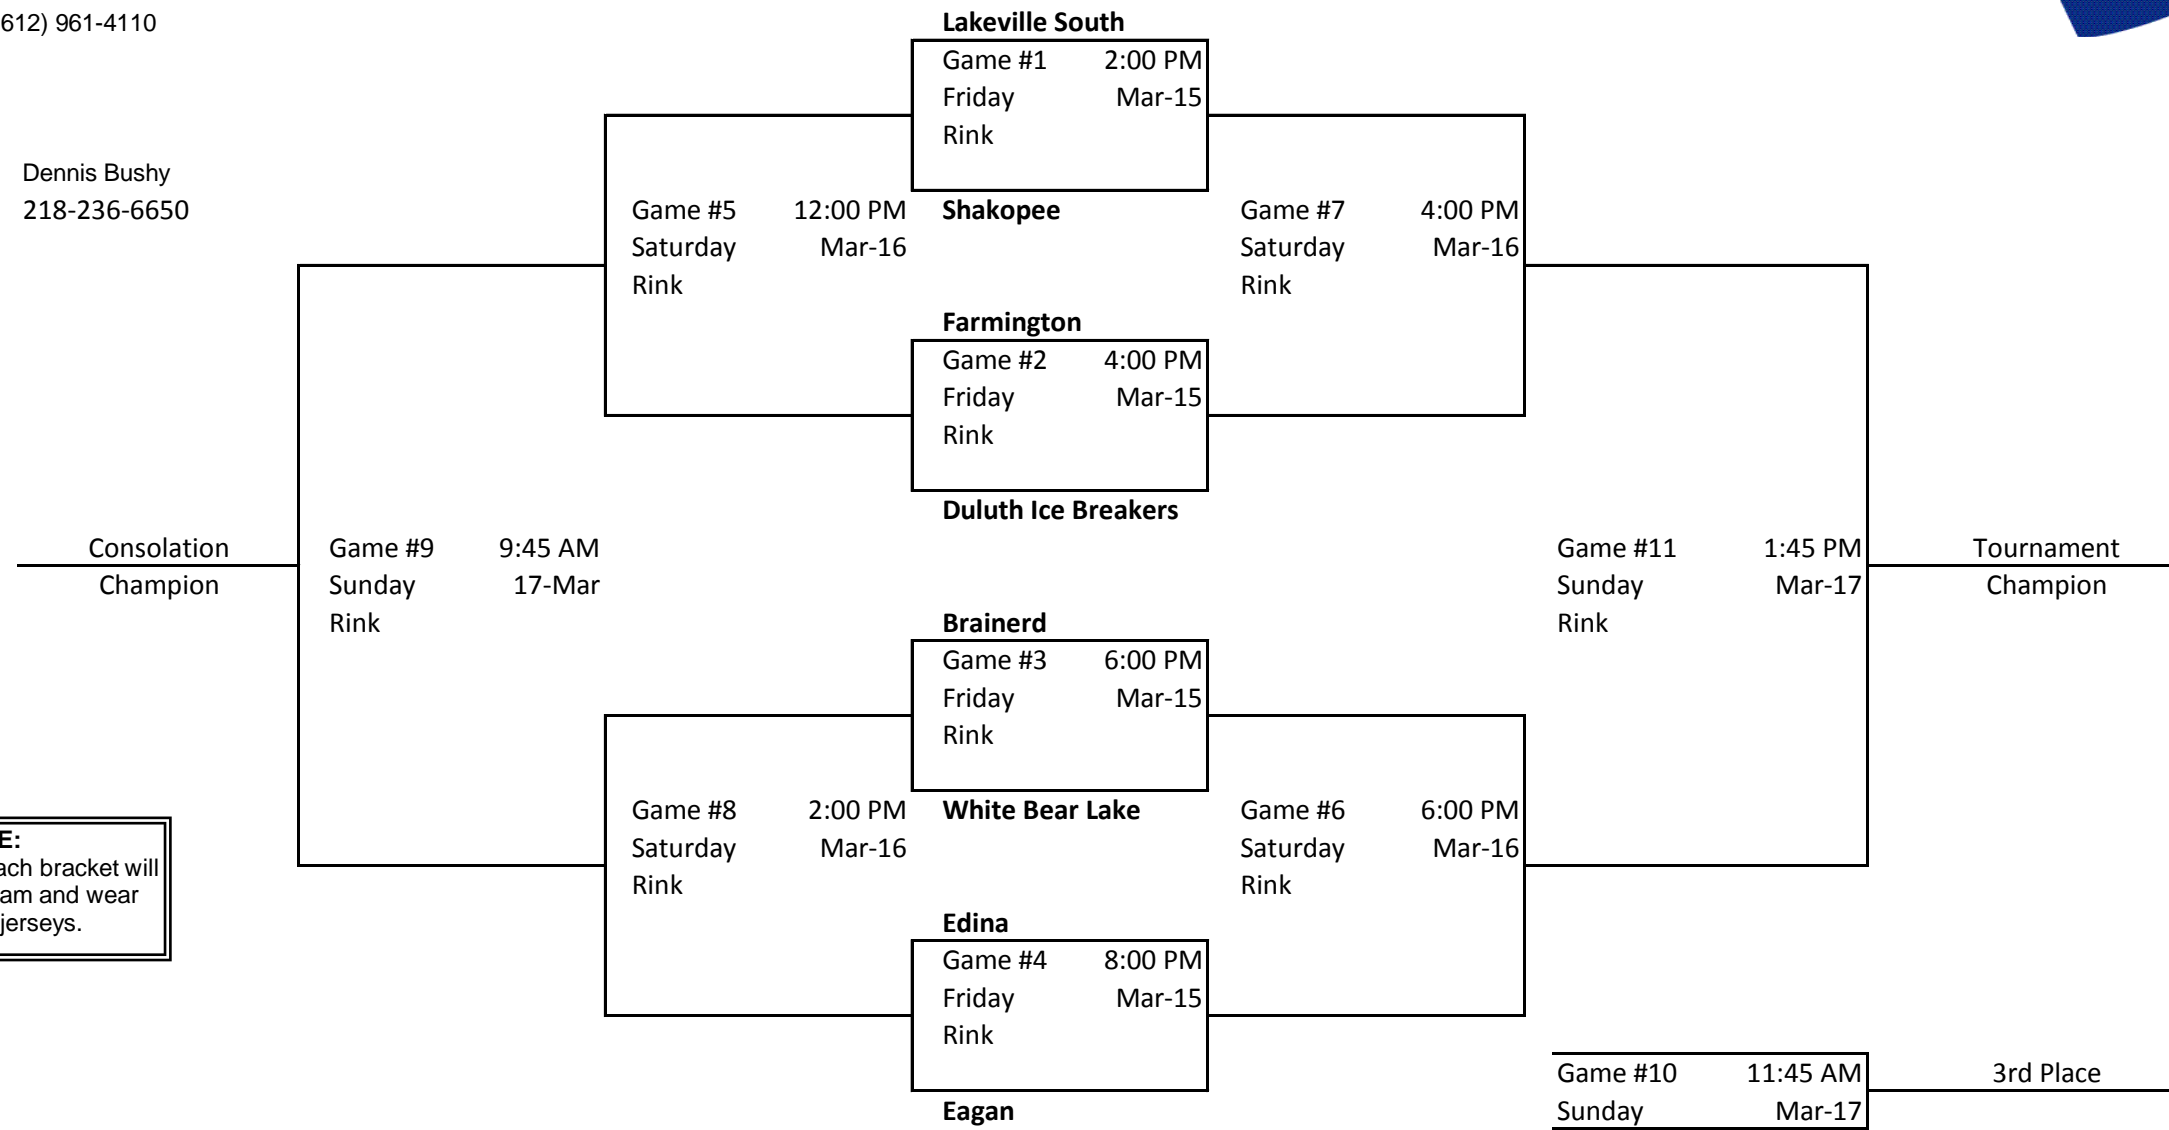 612) 961-4110
Lakeville South
Game #1 2:00 PM
Friday Mar-15
Rink
Dennis Bushy
218-236-6650
Game #5 12:00 PM
Saturday Mar-16
Rink
Shakopee
Game #7 4:00 PM
Saturday Mar-16
Rink
Farmington
Game #2 4:00 PM
Friday Mar-15
Rink
Duluth Ice Breakers
Consolation
Champion
Game #9 9:45 AM
Sunday 17-Mar
Rink
Game #11 1:45 PM
Sunday Mar-17
Rink
Tournament
Champion
Brainerd
Game #3 6:00 PM
Friday Mar-15
Rink
Game #8 2:00 PM
Saturday Mar-16
Rink
White Bear Lake
Game #6 6:00 PM
Saturday Mar-16
Rink
E:
ach bracket will
am and wear
jerseys.
Edina
Game #4 8:00 PM
Friday Mar-15
Rink
Eagan
Game #10 11:45 AM
Sunday Mar-17
3rd Place